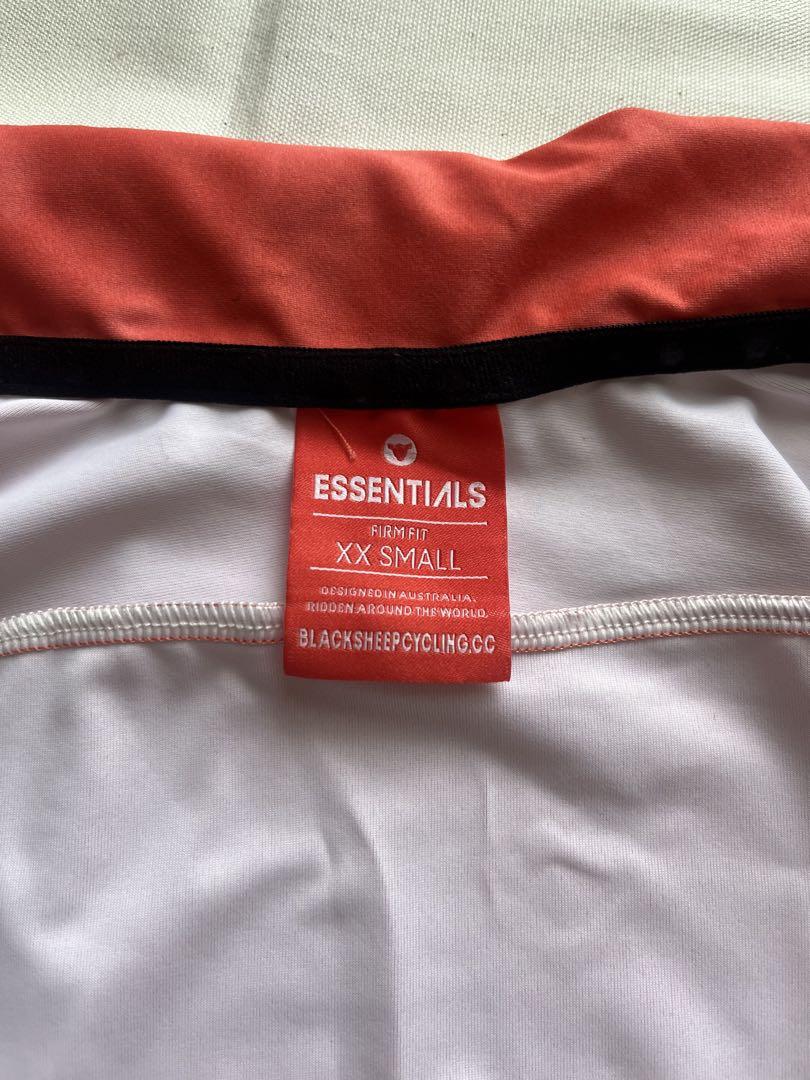 ESSENTIALS
FIRM FIT
XX SMALL
DESIGNED IN AUSTRALIA.
RIDDEN AROUND THE WORLD.
BLACKSHEEPCYCLING.CC